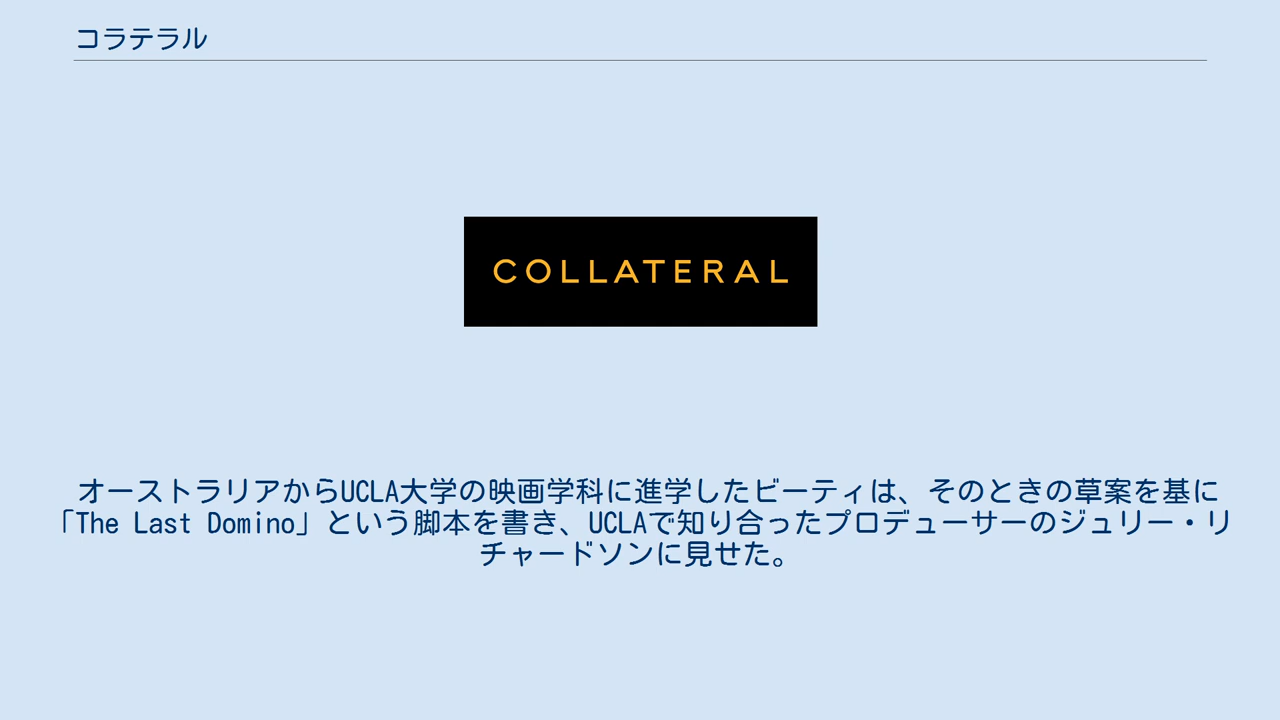 コラテラル
COLLATERAL
オーストラリアからUCLA大学の映画学科に進学したビーティは、そのときの草案を基に
「The Last Domino」という脚本を書き、UCLAで知り合ったプロデューサーのジュリー・リ
チャードソンに見せた。